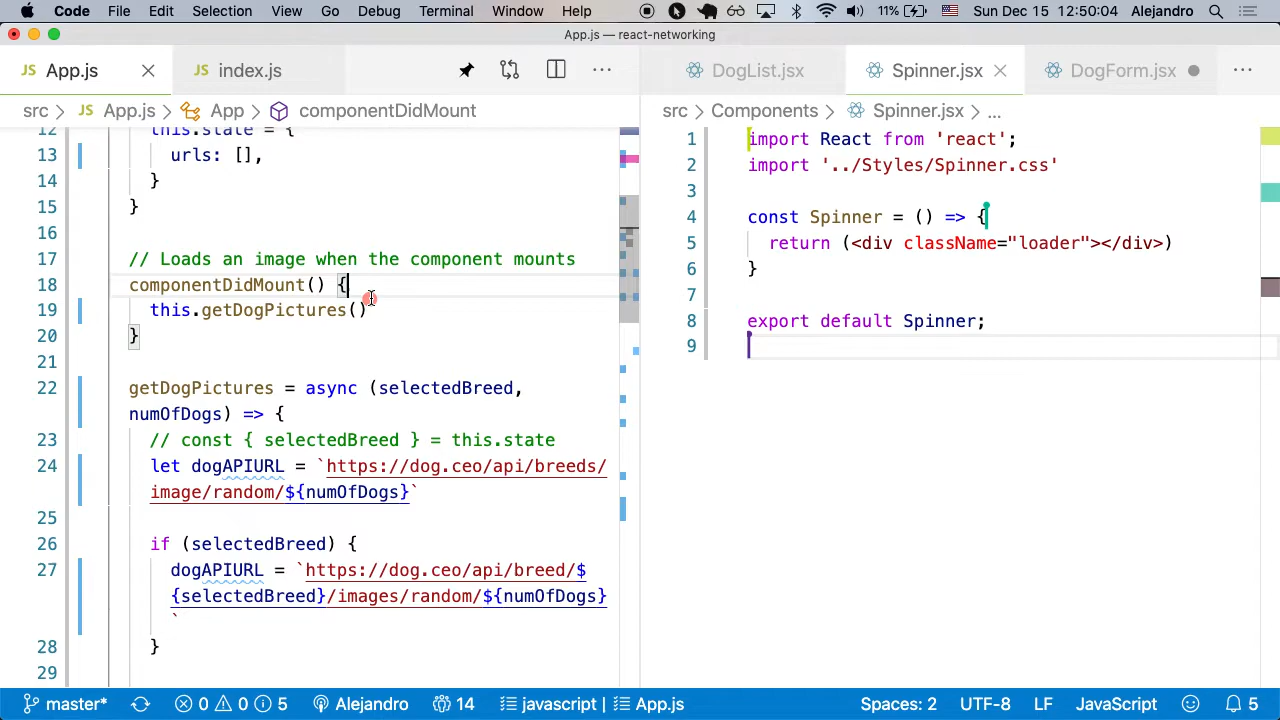 Code File Edit Selection View Go Debug Terminal Window Help 11% Sun Dec 15 12:50:04 Alejandro
App.js — react-networking
JS App.js JS index.js ...
src > JS App.js > App > componentDidMount
12 this.state = {
13 urls: [],
14 }
15 }
16
17 // Loads an image when the component mounts
18 componentDidMount() {
19 this.getDogPictures()
20 }
21
22 getDogPictures = async (selectedBreed,
numOfDogs) => {
23 // const { selectedBreed } = this.state
24 let dogAPIURL = `https://dog.ceo/api/breeds/
image/random/${numOfDogs}`
25
26 if (selectedBreed) {
27 dogAPIURL = `https://dog.ceo/api/breed/$
{selectedBreed}/images/random/${numOfDogs}
`
28 }
29
DogList.jsx Spinner.jsx DogForm.jsx ...
src > Components > Spinner.jsx > ...
1 import React from 'react';
2 import '../Styles/Spinner.css'
3
4 const Spinner = () => {
5 return (<div className="loader"></div>)
6 }
7
8 export default Spinner;
9
master* 0 0 5 Alejandro 14 javascript | App.js Spaces: 2 UTF-8 LF JavaScript 5